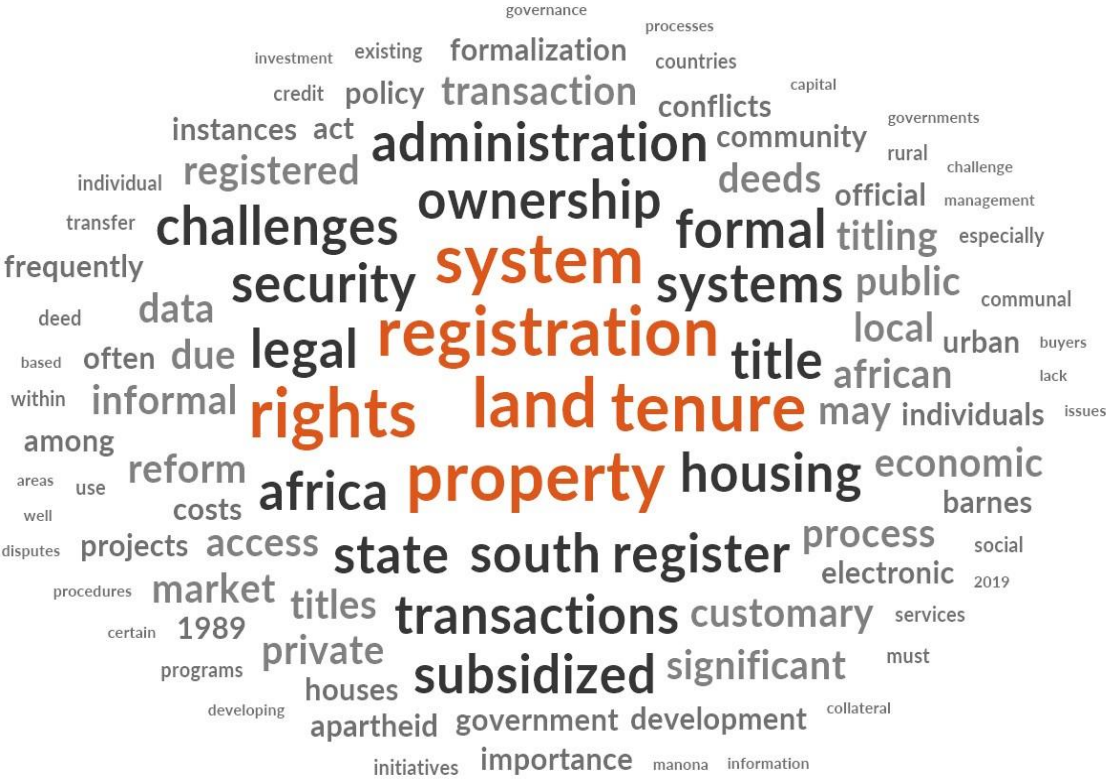 governance
processes
investment existing formalization countries
credit policy transaction conflicts capital
instances act administration community governments
individual registered deeds rural challenge
transfer challenges ownership formal official management
frequently security system systems titling especially
deed data registration public communal
based often due legal title local urban buyers
within informal rights land tenure african lack
among may individuals issues
areas use reform africa property housing economic
well costs barnes
disputes projects access state south register process social
procedures market titles transactions electronic 2019
certain 1989 customary services
programs private subsidized significant must
developing houses collateral
apartheid government development
initiatives importance manona information